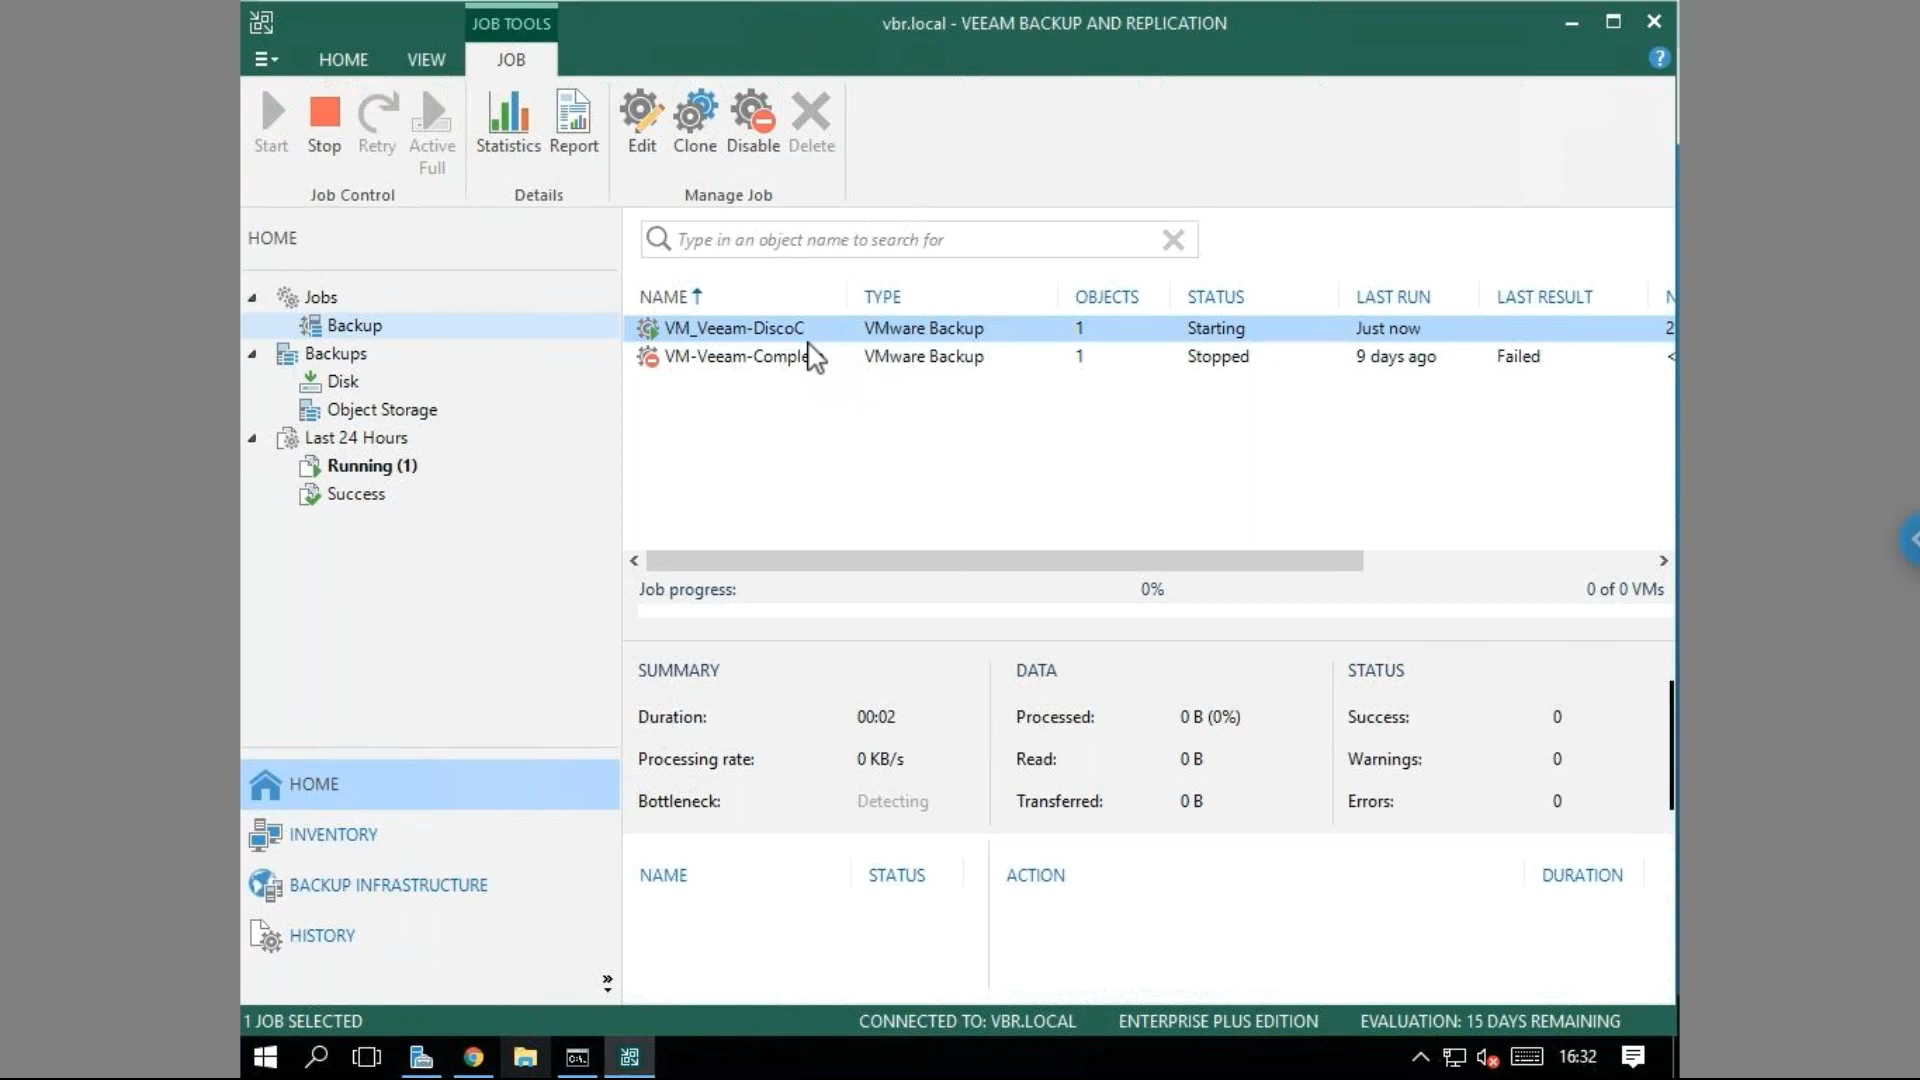 JOB TOOLS
vbr.local - VEEAM BACKUP AND REPLICATION
HOME
VIEW
JOB
Start
Stop
Retry
Active
Full
Statistics
Report
Edit
Clone
Disable
Delete
Job Control
Details
Manage Job
HOME
Type in an object name to search for
Jobs
Backup
Backups
Disk
Object Storage
Last 24 Hours
Running (1)
Success
NAME TYPE OBJECTS STATUS LAST RUN LAST RESULT N
VM_Veeam-DiscoC VMware Backup 1 Starting Just now 2
VM-Veeam-Comple VMware Backup 1 Stopped 9 days ago Failed <
Job progress: 0% 0 of 0 VMs
SUMMARY DATA STATUS
Duration: 00:02 Processed: 0 B (0%) Success: 0
Processing rate: 0 KB/s Read: 0 B Warnings: 0
Bottleneck: Detecting Transferred: 0 B Errors: 0
NAME STATUS ACTION DURATION
HOME
INVENTORY
BACKUP INFRASTRUCTURE
HISTORY
1 JOB SELECTED
CONNECTED TO: VBR.LOCAL
ENTERPRISE PLUS EDITION
EVALUATION: 15 DAYS REMAINING
16:32